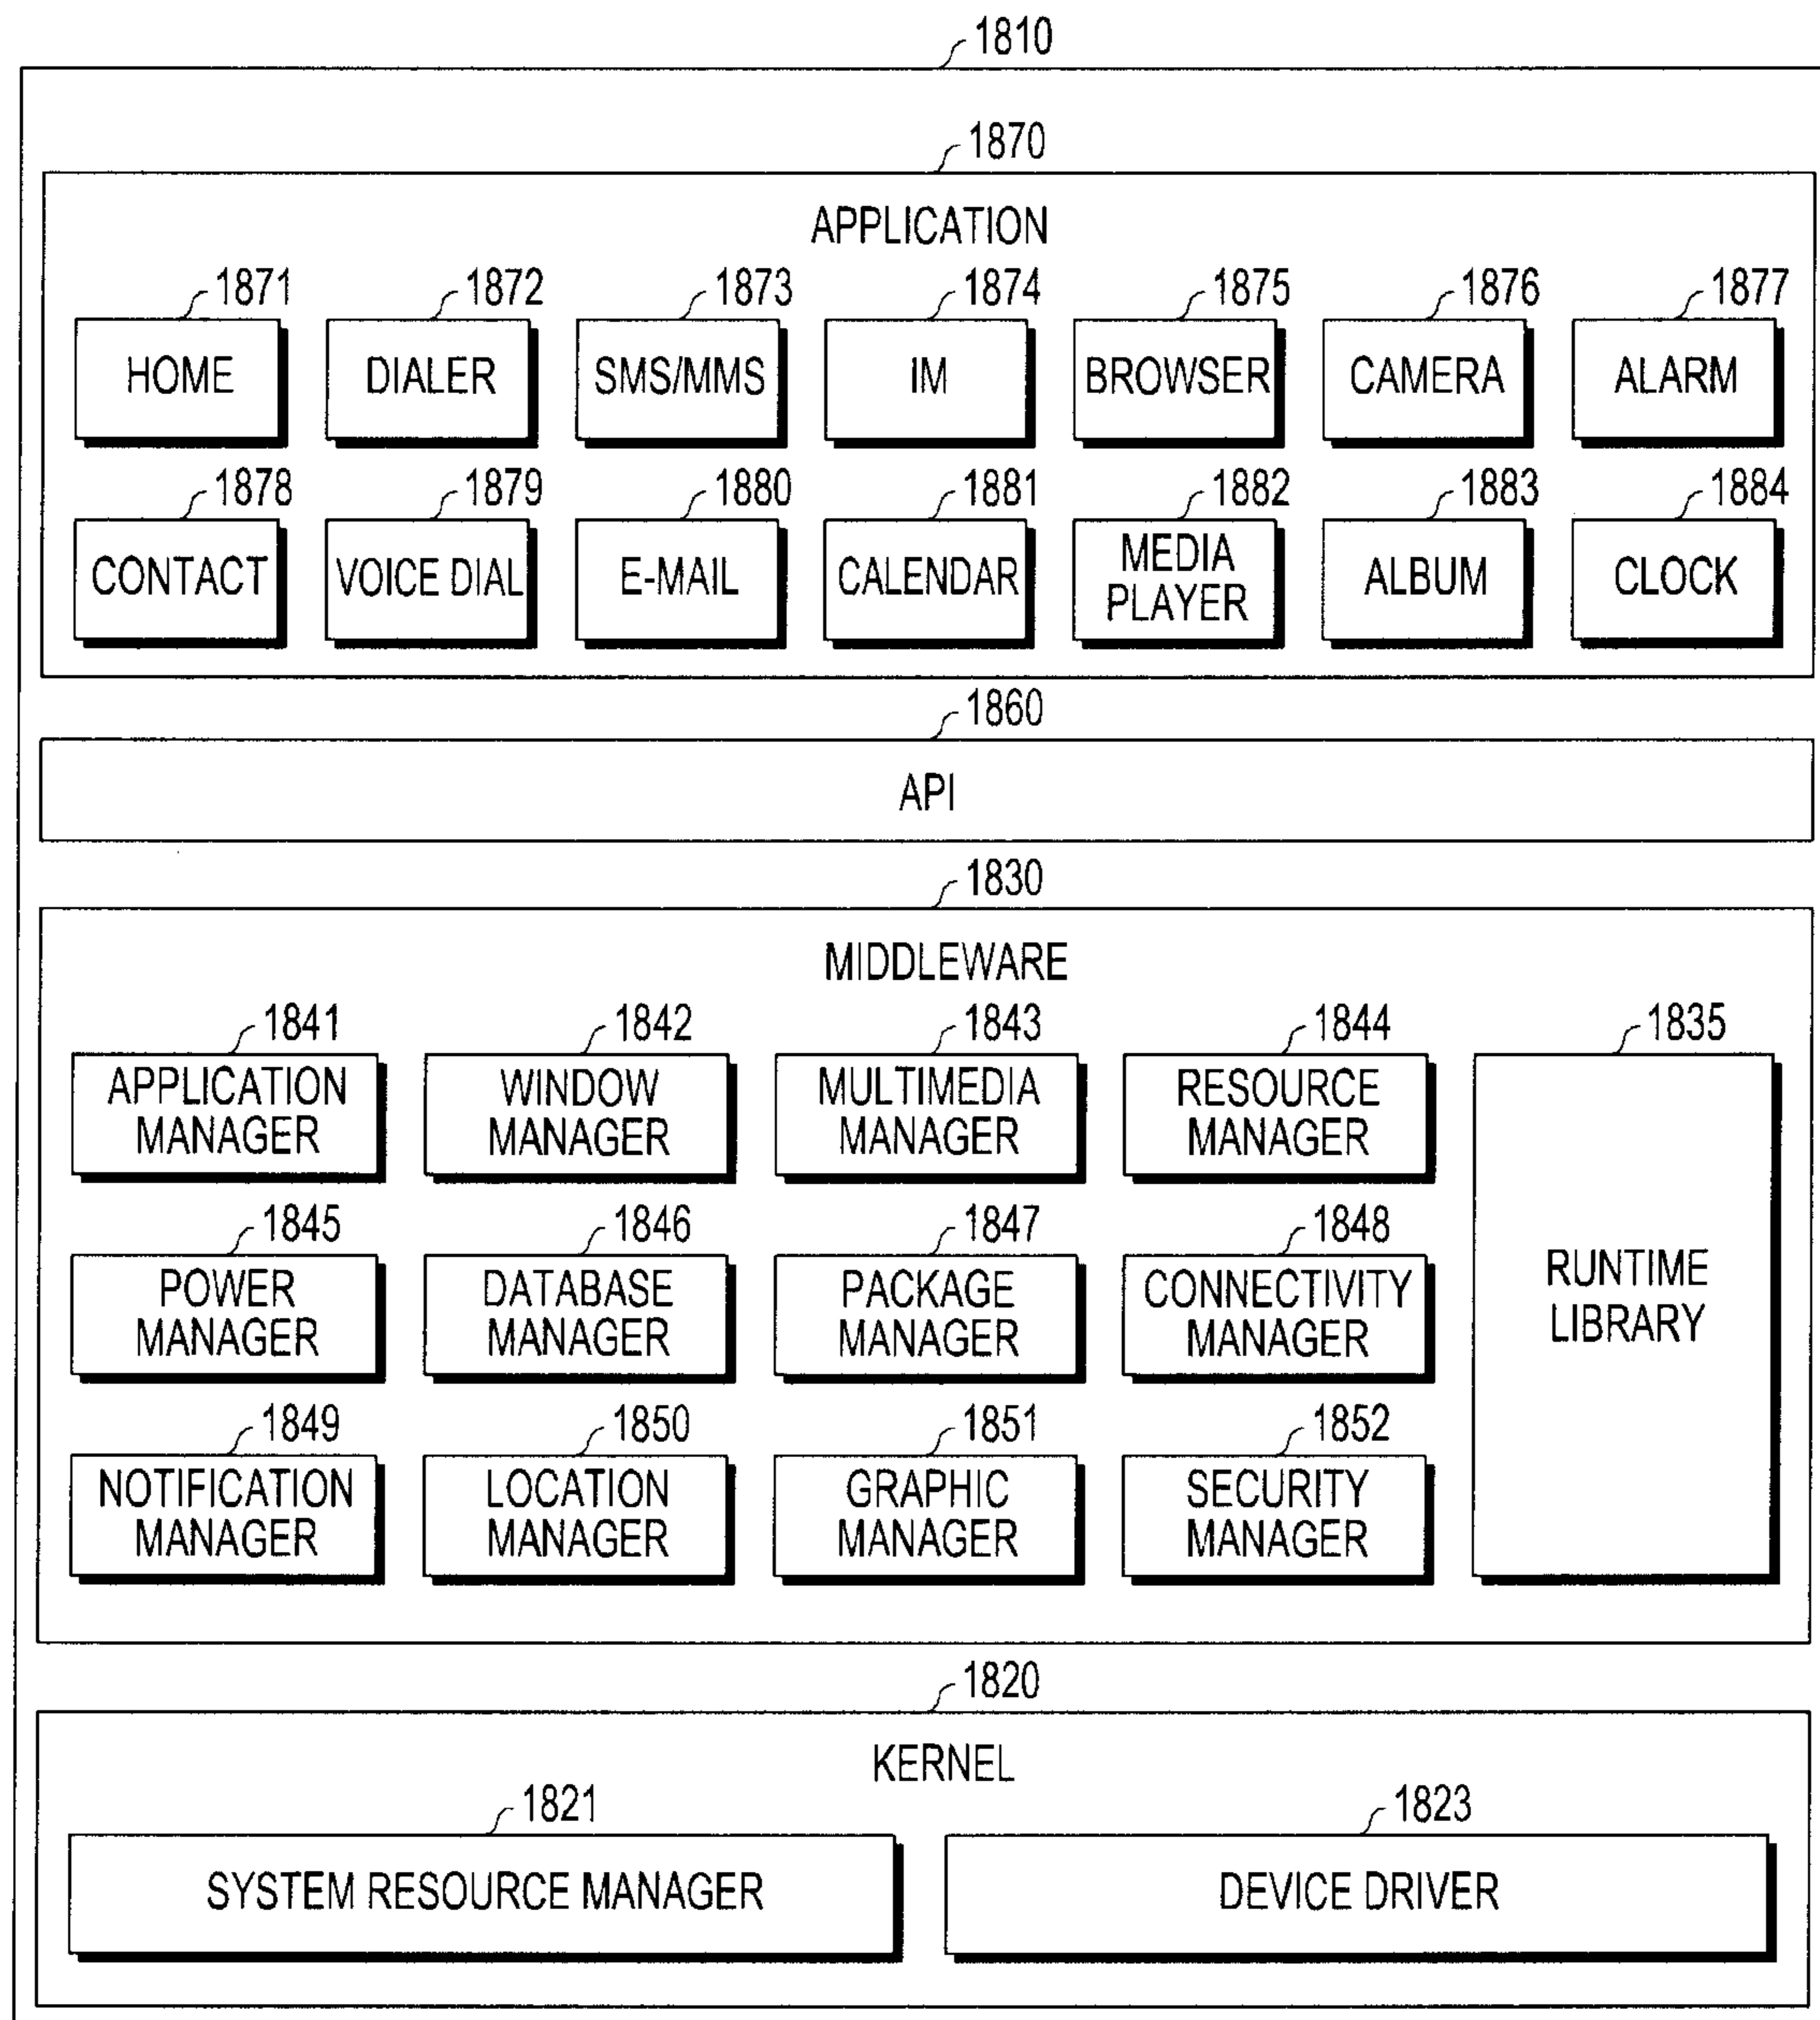 1810
1870
APPLICATION
1871 1872 1873 1874 1875 1876 1877
HOME DIALER SMS/MMS IM BROWSER CAMERA ALARM
1878 1879 1880 1881 1882 1883 1884
CONTACT VOICE DIAL E-MAIL CALENDAR MEDIA PLAYER ALBUM CLOCK
1860
API
1830
MIDDLEWARE
1841 1842 1843 1844 1835
APPLICATION MANAGER WINDOW MANAGER MULTIMEDIA MANAGER RESOURCE MANAGER
1845 1846 1847 1848
POWER MANAGER DATABASE MANAGER PACKAGE MANAGER CONNECTIVITY MANAGER RUNTIME LIBRARY
1849 1850 1851 1852
NOTIFICATION MANAGER LOCATION MANAGER GRAPHIC MANAGER SECURITY MANAGER
1820
KERNEL
1821 1823
SYSTEM RESOURCE MANAGER DEVICE DRIVER